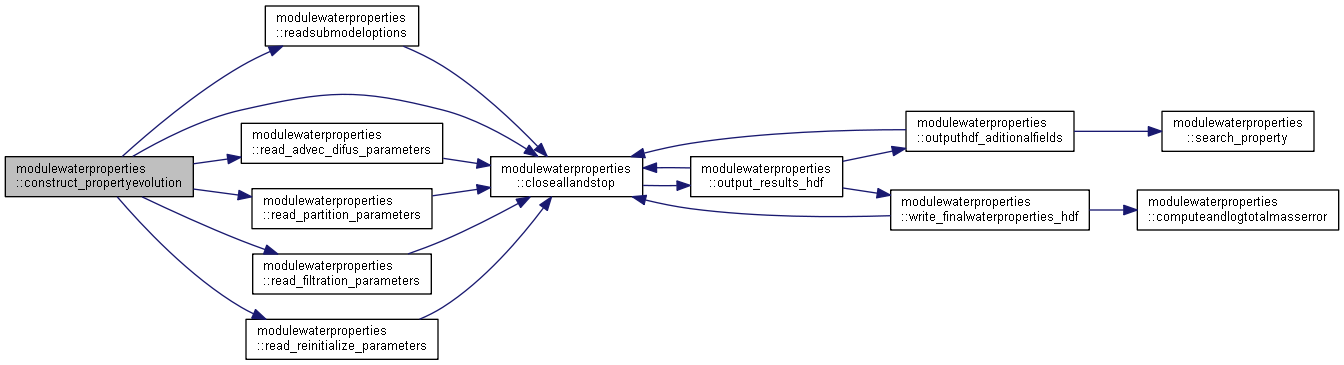 modulewaterproperties
::readsubmodeloptions
modulewaterproperties
::construct_propertyevolution
modulewaterproperties
::read_advec_difus_parameters
modulewaterproperties
::read_partition_parameters
modulewaterproperties
::read_filtration_parameters
modulewaterproperties
::read_reinitialize_parameters
modulewaterproperties
::closeallandstop
modulewaterproperties
::output_results_hdf
modulewaterproperties
::outputhdf_aditionalfields
modulewaterproperties
::write_finalwaterproperties_hdf
modulewaterproperties
::search_property
modulewaterproperties
::computeandlogtotalmasserror